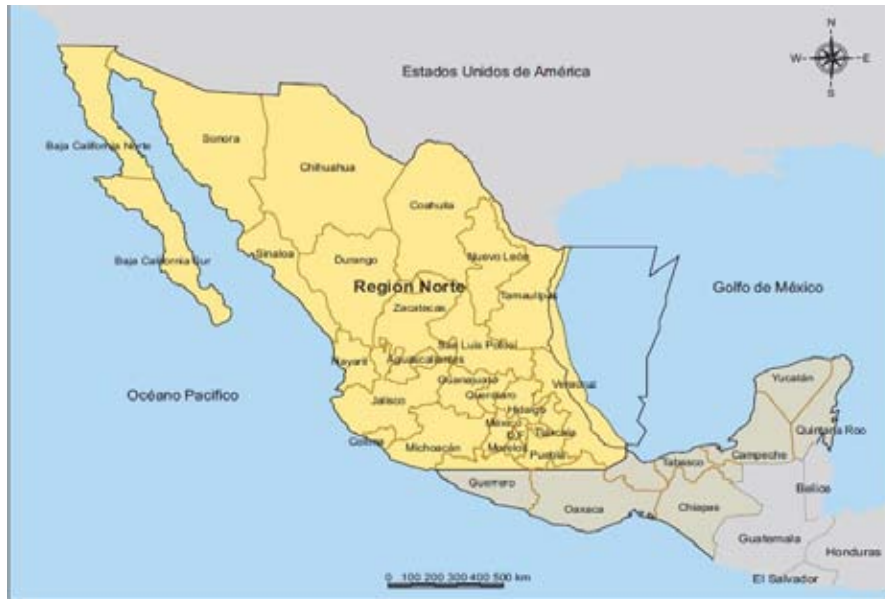 N
W
E
S
Estados Unidos de América
Baja California Norte
Sonora
Chihuahua
Coahuila
Baja California Sur
Sinaloa
Durango
Nuevo León
Región Norte
Tamaulipas
Zacatecas
Golfo de México
San Luis Potosí
Nayarit
Aguascalientes
Guanajuato
Veracruz
Yucatán
Océano Pacifico
Jalisco
Querétaro
Hidalgo
Quintana Roo
Colima
Michoacán
México
D.F.
Tlaxcala
Morelos
Puebla
Tabasco
Campeche
Guerrero
Oaxaca
Chiapas
Belice
Guatemala
Honduras
El Salvador
0 100 200 300 400 500 km